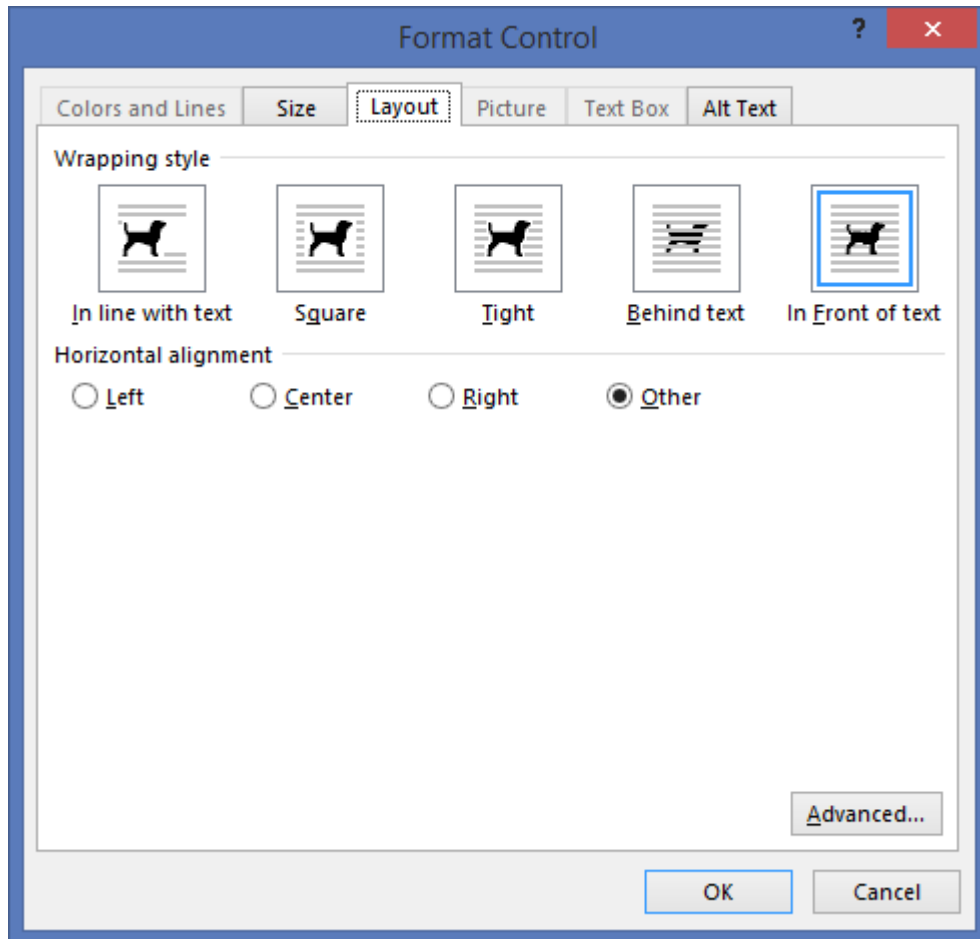 Format Control ?
Colors and Lines Size Layout Picture Text Box Alt Text
Wrapping style
In line with text Square Tight Behind text In Front of text
Horizontal alignment
Left Center Right Other
Advanced...
OK Cancel